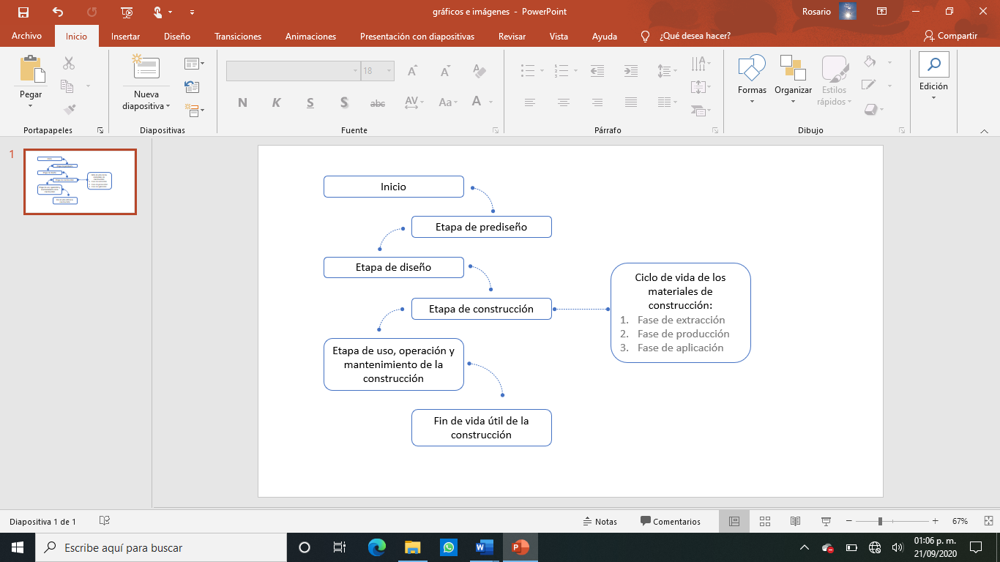 gráficos e imágenes - PowerPoint
Rosario
Archivo
Inicio
Insertar
Diseño
Transiciones
Animaciones
Presentación con diapositivas
Revisar
Vista
Ayuda
¿Qué desea hacer?
Compartir
Pegar
Portapapeles
Nueva
diapositiva
Diapositivas
18
N K S S abc AV Aa A
Fuente
Párrafo
Formas
Organizar
Estilos
rápidos
Dibujo
Edición
1
Inicio
Etapa de prediseño
Etapa de diseño
Etapa de construcción
Etapa de uso, operación y
mantenimiento de la
construcción
Fin de vida útil de la
construcción
Ciclo de vida de los
materiales de
construcción:
1. Fase de extracción
2. Fase de producción
3. Fase de aplicación
Diapositiva 1 de 1
Notas
Comentarios
67%
Escribe aquí para buscar
01:06 p. m.
21/09/2020